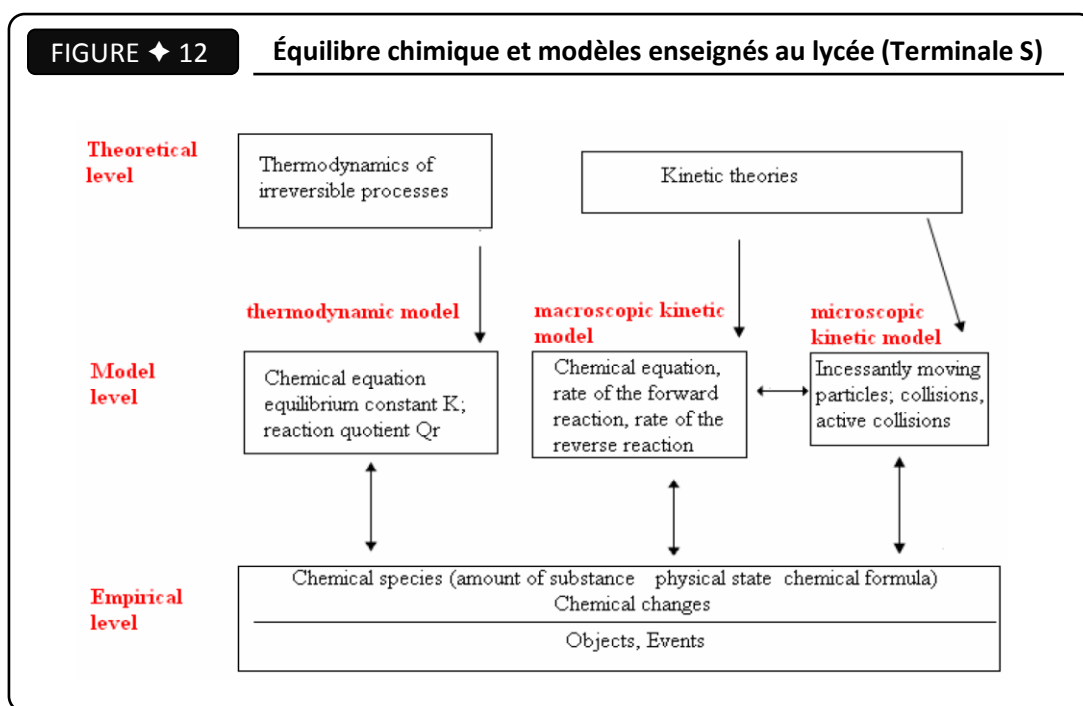 FIGURE ✦ 12
Équilibre chimique et modèles enseignés au lycée (Terminale S)
Theoretical
level
Thermodynamics of
irreversible processes
Kinetic theories
thermodynamic model
macroscopic kinetic
model
microscopic
kinetic model
Model
level
Chemical equation
equilibrium constant K;
reaction quotient Qr
Chemical equation,
rate of the forward
reaction, rate of the
reverse reaction
Incessantly moving
particles; collisions,
active collisions
Empirical
level
Chemical species (amount of substance physical state chemical formula)
Chemical changes
Objects, Events